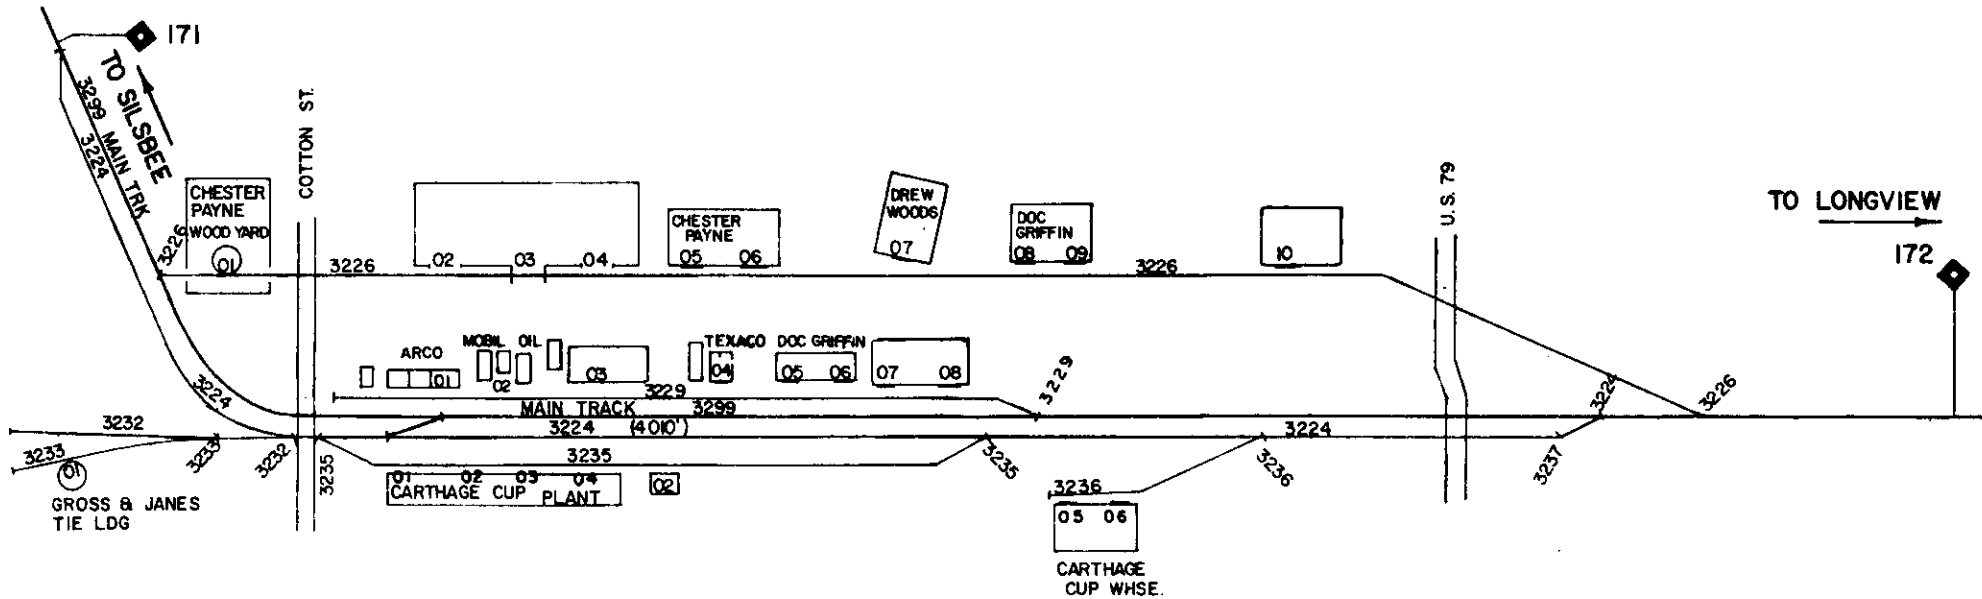 171
TO SILSBEE
3299 MAIN TRK
3224
3226
CHESTER
PAYNE
WOOD YARD
01
COTTON ST.
3226
02
03
04
CHESTER
PAYNE
05
06
DREW
WOODS
07
DOC
GRIFFIN
08
09
3226
10
U.S. 79
TO LONGVIEW
172
ARCO
01
MOBIL OIL
02
03
TEXACO
04
DOC GRIFFIN
05
06
07
08
3229
3229
MAIN TRACK 3299
3224 (4010')
3224
3224
3226
3224
3232
3233
01
GROSS & JANES
TIE LDG
3233
3232
3235
3235
01
02
03
04
CARTHAGE CUP PLANT
02
3235
3236
05
06
CARTHAGE
CUP WHSE.
3236
3237